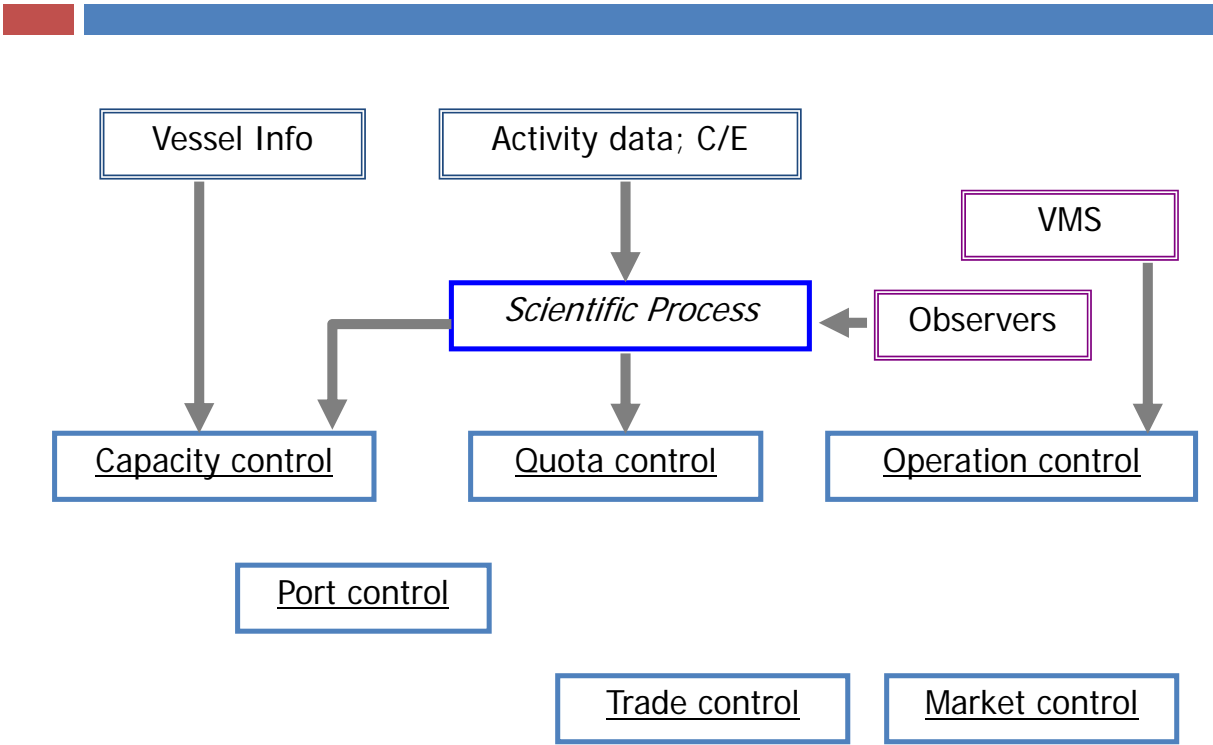 Vessel Info
Activity data; C/E
VMS
Scientific Process
Observers
Capacity control
Quota control
Operation control
Port control
Trade control
Market control